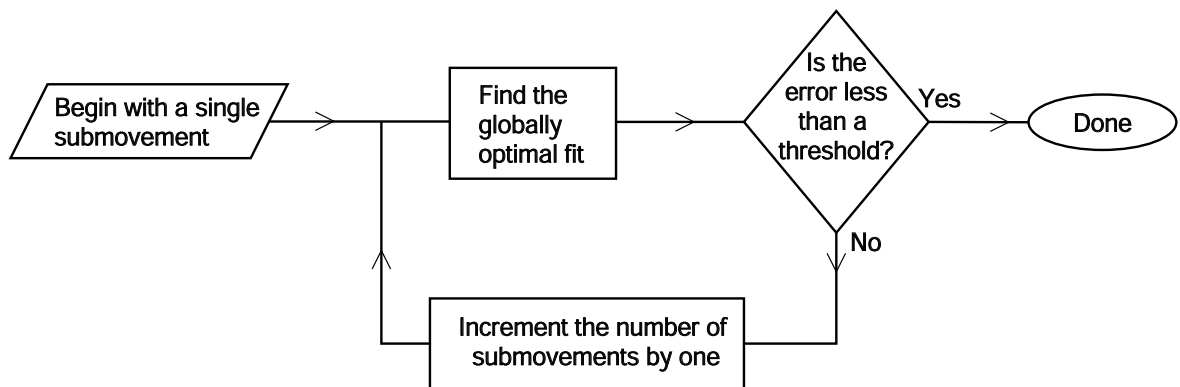 Begin with a single
submovement
Find the
globally
optimal fit
Is the
error less
than a
threshold?
Yes
Done
No
Increment the number of
submovements by one